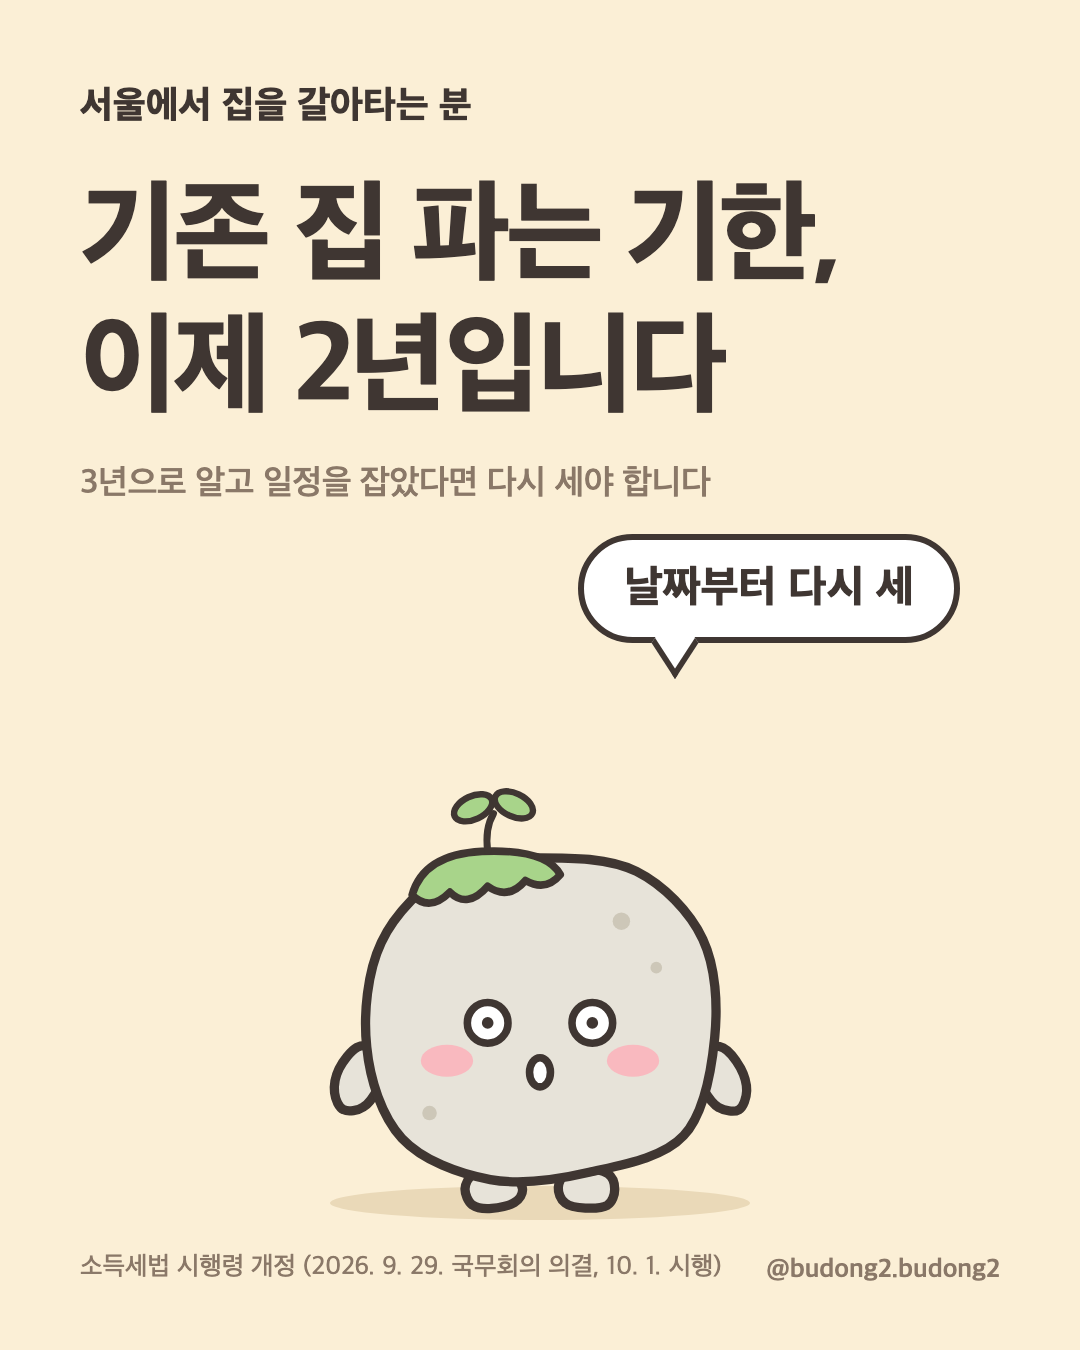 서울에서 집을 갈아타는 분
기존 집 파는 기한,
이제 2년입니다
3년으로 알고 일정을 잡았다면 다시 세야 합니다
날짜부터 다시 세
소득세법 시행령 개정 (2026. 9. 29. 국무회의 의결, 10. 1. 시행)
@budong2.budong2